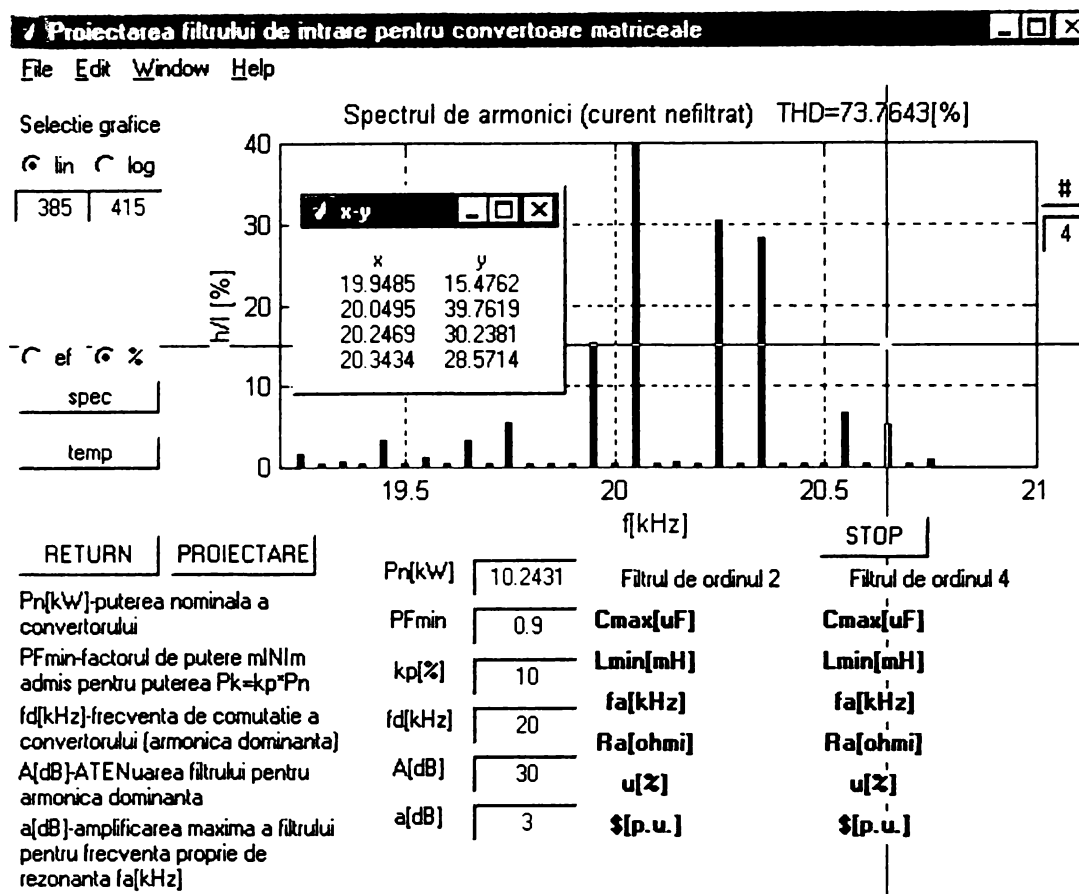 Proiectarea filtrului de intrare pentru convertoare matriceale
File Edit Window Help
Selectie grafice
lin log
385 415
Spectrul de armonici (curent nefiltrat) THD=73.7643[%]
40
30
20
10
0
h/I [%]
x-y
x y
19.9485 15.4762
20.0495 39.7619
20.2469 30.2381
20.3434 28.5714
#
4
ef %
spec
temp
19.5 20 20.5 21
f[kHz]
STOP
RETURN PROIECTARE
Pn[kW]-puterea nominala a
convertorului
PFmin-factorul de putere mINIm
admis pentru puterea Pk=kp*Pn
fd[kHz]-frecventa de comutatie a
convertorului (armonica dominanta)
A[dB]-ATENuarea filtrului pentru
armonica dominanta
a[dB]-amplificarea maxima a filtrului
pentru frecventa proprie de
rezonanta fa[kHz]
Pn[kW] 10.2431
PFmin 0.9
kp[%] 10
fd[kHz] 20
A[dB] 30
a[dB] 3
Filtrul de ordinul 2
Cmax[uF]
Lmin[mH]
fa[kHz]
Ra[ohmi]
u[%]
$[p.u.]
Filtrul de ordinul 4
Cmax[uF]
Lmin[mH]
fa[kHz]
Ra[ohmi]
u[%]
$[p.u.]